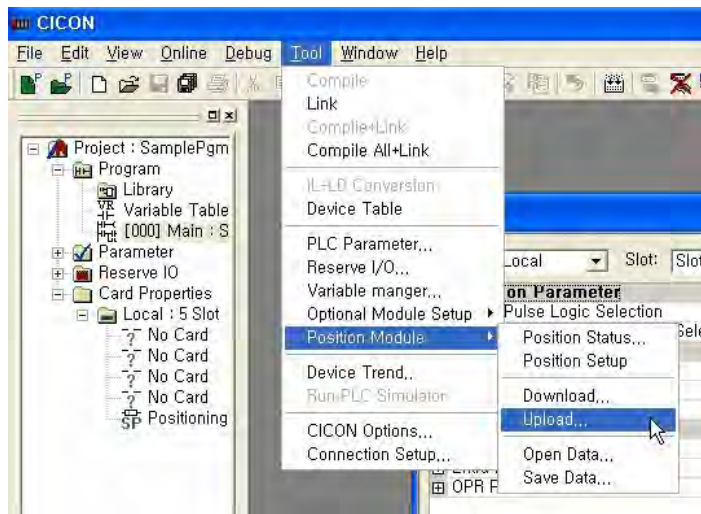 CICON
File Edit View Online Debug Tool Window Help
Project : SamplePgm
Program
Library
Variable Table
[000] Main : S
Parameter
Reserve IO
Card Properties
Local : 5 Slot
No Card
No Card
No Card
No Card
Positioning
Compile
Link
Complie+Link
Compile All+Link
IL↔LD Conversion
Device Table
PLC Parameter...
Reserve I/O...
Variable manger...
Optional Module Setup
Position Module
Device Trend..
Run PLC Simulator
CICON Options...
Connection Setup...
Local Slot: Slot
on Parameter
Pulse Logic Selection
Sele
Position Status...
Position Setup
Download...
Upload...
Open Data...
Save Data...
OPR F